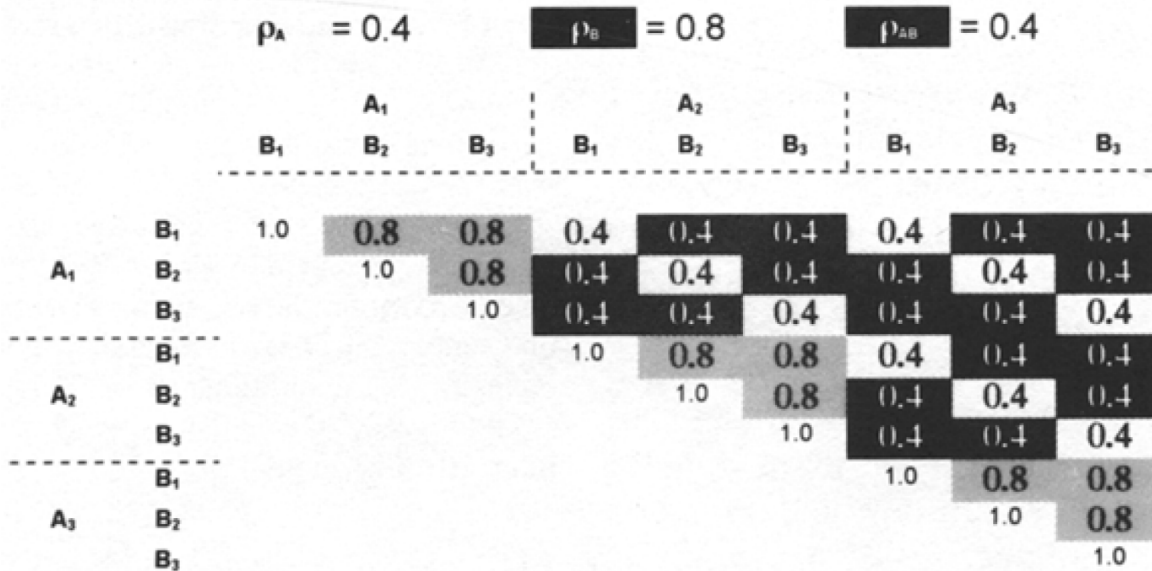 ρA = 0.4 ρB = 0.8 ρAB = 0.4
A₁ A₂ A₃
B₁ B₂ B₃ B₁ B₂ B₃ B₁ B₂ B₃
B₁ 1.0 0.8 0.8 0.4 0.4 0.4 0.4 0.4 0.4
A₁ B₂ 1.0 0.8 0.4 0.4 0.4 0.4 0.4 0.4
B₃ 1.0 0.4 0.4 0.4 0.4 0.4 0.4
B₁ 1.0 0.8 0.8 0.4 0.4 0.4
A₂ B₂ 1.0 0.8 0.4 0.4 0.4
B₃ 1.0 0.4 0.4 0.4
B₁ 1.0 0.8 0.8
A₃ B₂ 1.0 0.8
B₃ 1.0